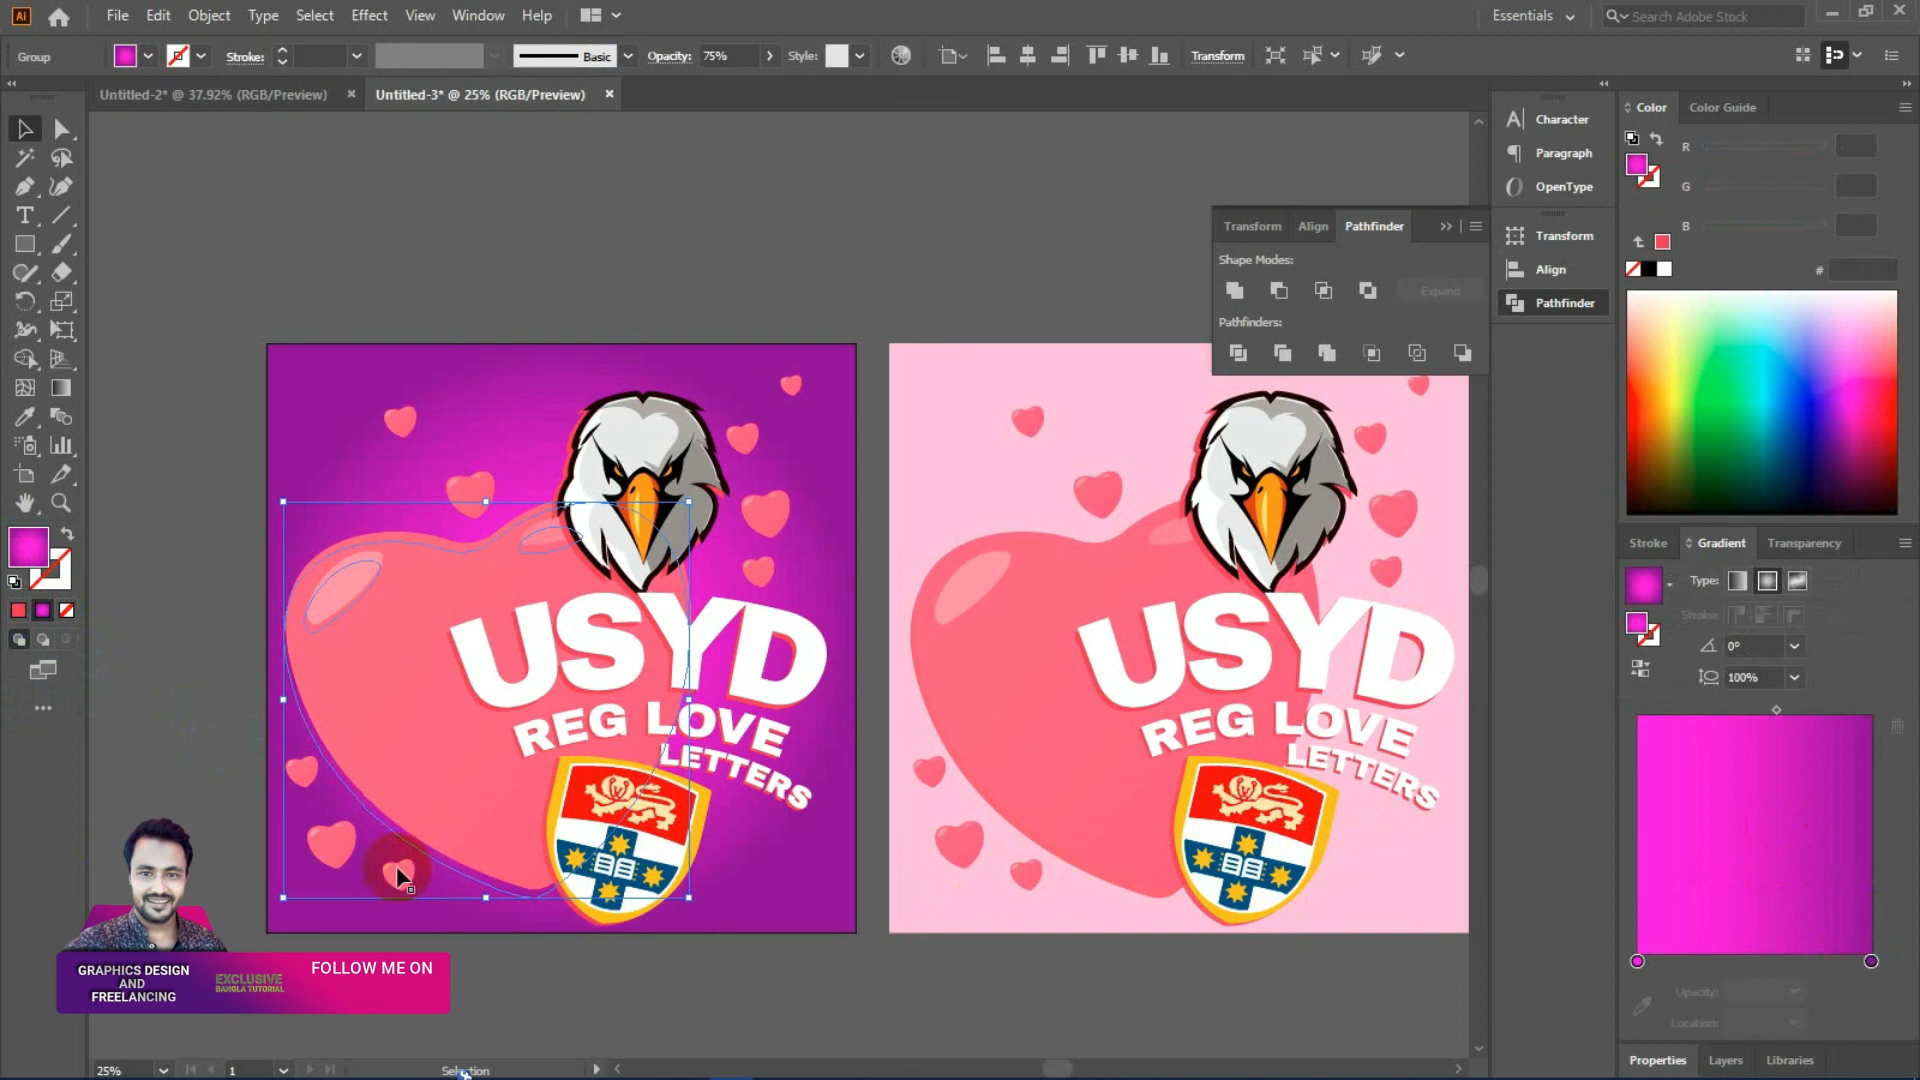 Ai File Edit Object Type Select Effect View Window Help Essentials Search Adobe Stock
Group Stroke: Basic Opacity: 75% Style: Transform
Untitled-2* @ 37.92% (RGB/Preview) × Untitled-3* @ 25% (RGB/Preview) ×
Character
Paragraph
OpenType
Transform
Align
Pathfinder
Transform Align Pathfinder
Shape Modes:
Expand
Pathfinders:
Color Color Guide
R
G
B
#
Stroke Gradient Transparency
Type:
Stroke:
0°
100%
Opacity:
Location:
Properties Layers Libraries
USYD
REG LOVE
LETTERS
USYD
REG LOVE
LETTERS
GRAPHICS DESIGN
AND
FREELANCING
EXCLUSIVE
BANGLA TUTORIAL
FOLLOW ME ON
25% 1 Selection